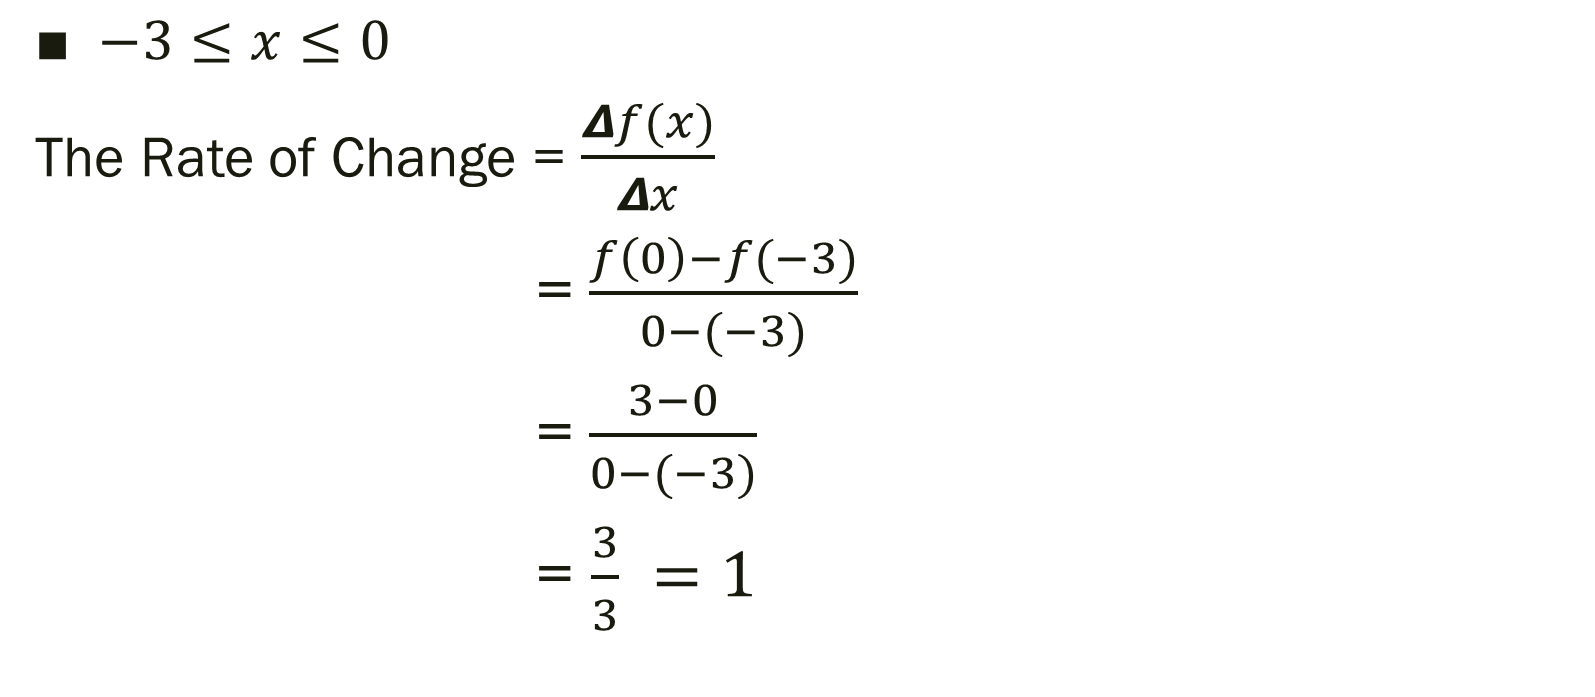 ■ −3 ≤ x ≤ 0
The Rate of Change = Δf(x)/Δx
= f(0)−f(−3)/0−(−3)
= 3−0/0−(−3)
= 3/3 = 1